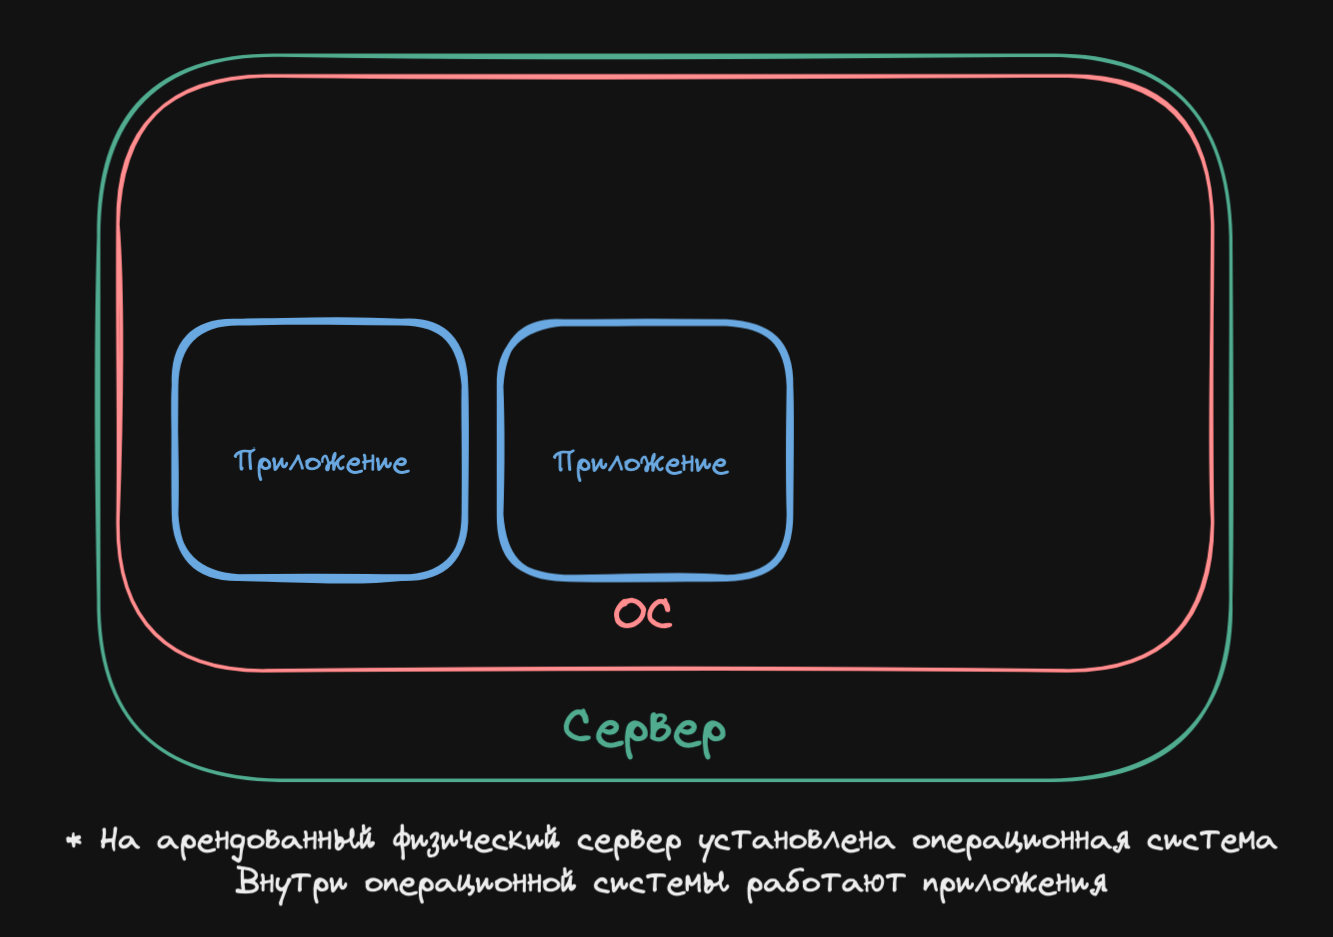 Приложение
Приложение
ОС
Сервер
* На арендованный физический сервер установлена операционная система
Внутри операционной системы работают приложения